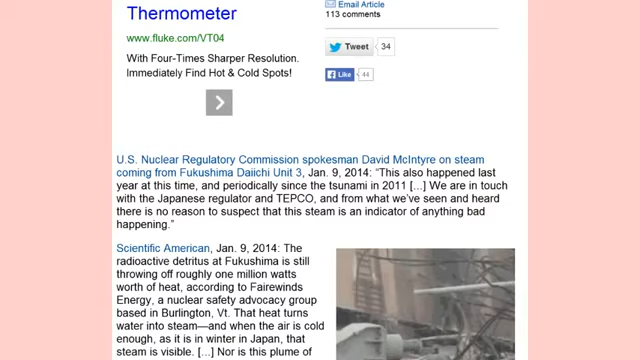 Thermometer
www.fluke.com/VT04
With Four-Times Sharper Resolution.
Immediately Find Hot & Cold Spots!
Email Article
113 comments
Tweet 34
Like 44
U.S. Nuclear Regulatory Commission spokesman David McIntyre on steam
coming from Fukushima Daiichi Unit 3, Jan. 9, 2014: “This also happened last
year at this time, and periodically since the tsunami in 2011 [...] We are in touch
with the Japanese regulator and TEPCO, and from what we’ve seen and heard
there is no reason to suspect that this steam is an indicator of anything bad
happening.”
Scientific American, Jan. 9, 2014: The
radioactive detritus at Fukushima is still
throwing off roughly one million watts
worth of heat, according to Fairewinds
Energy, a nuclear safety advocacy group
based in Burlington, Vt. That heat turns
water into steam—and when the air is cold
enough, as it is in winter in Japan, that
steam is visible. [...] Nor is this plume of